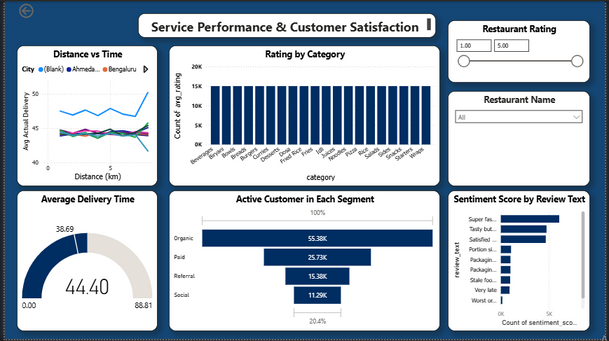 Service Performance & Customer Satisfaction
Restaurant Rating
1.00 5.00
Restaurant Name
All
Distance vs Time
City (Blank) Ahmeda... Bengaluru
Avg Actual Delivery
50
45
40
0 5
Distance (km)
Rating by Category
Count of avg_rating
20K
15K
10K
5K
0K
Beverages Biryani Bowls Breads Burgers Curries Desserts Dosa Fried Rice Fries Idli Juices Noodles Pizza Rice Salads Sides Snacks Starters Wraps
category
Average Delivery Time
38.69
44.40
0.00 88.81
Active Customer in Each Segment
100%
Organic 55.38K
Paid 25.73K
Referral 15.38K
Social 11.29K
20.4%
Sentiment Score by Review Text
review_text
Super fas...
Tasty but...
Satisfied ...
Portion si...
Packagin...
Packagin...
Stale foo...
Very late
Worst or...
0K 5K
Count of sentiment_sco...